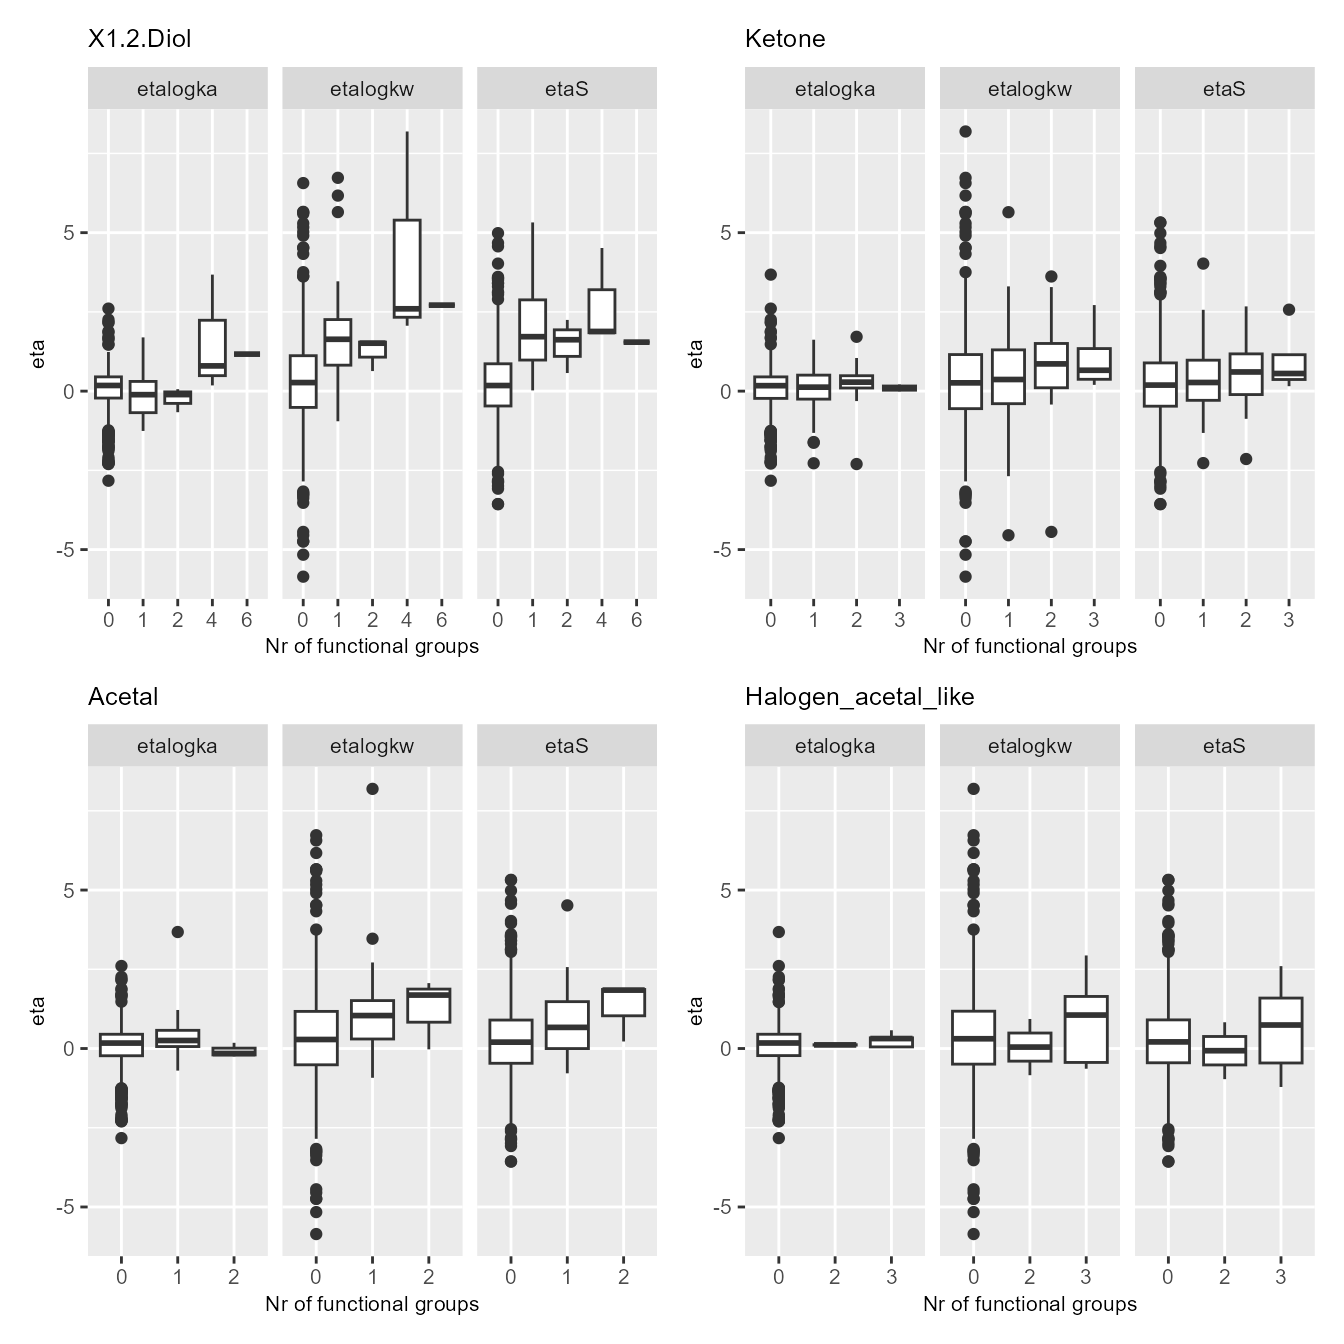 X1.2.Diol
etalogka etalogkw etaS
eta
5
0
-5
0 1 2 4 6 0 1 2 4 6 0 1 2 4 6
Nr of functional groups
Ketone
etalogka etalogkw etaS
eta
5
0
-5
0 1 2 3 0 1 2 3 0 1 2 3
Nr of functional groups
Acetal
etalogka etalogkw etaS
eta
5
0
-5
0 1 2 0 1 2 0 1 2
Nr of functional groups
Halogen_acetal_like
etalogka etalogkw etaS
eta
5
0
-5
0 2 3 0 2 3 0 2 3
Nr of functional groups